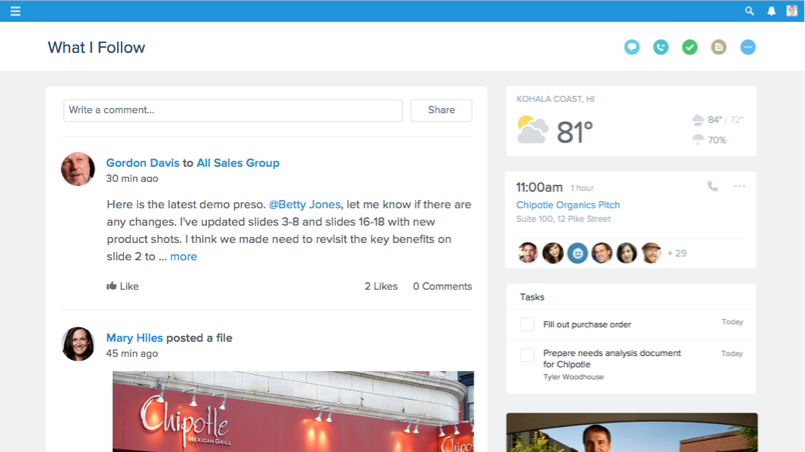 What I Follow
Write a comment...
Share
Gordon Davis to All Sales Group
30 min ago
Here is the latest demo preso. @Betty Jones, let me know if there are
any changes. I've updated slides 3-8 and slides 16-18 with new
product shots. I think we made need to revisit the key benefits on
slide 2 to ... more
Like
2 Likes
0 Comments
Mary Hiles posted a file
45 min ago
Chipotle
MEXICAN GRILL
Chipo
KOHALA COAST, HI
81°
84° / 72°
70%
11:00am 1 hour
Chipotle Organics Pitch
Suite 100, 12 Pike Street
+ 29
Tasks
Fill out purchase order
Today
Prepare needs analysis document
for Chipotle
Today
Tyler Woodhouse